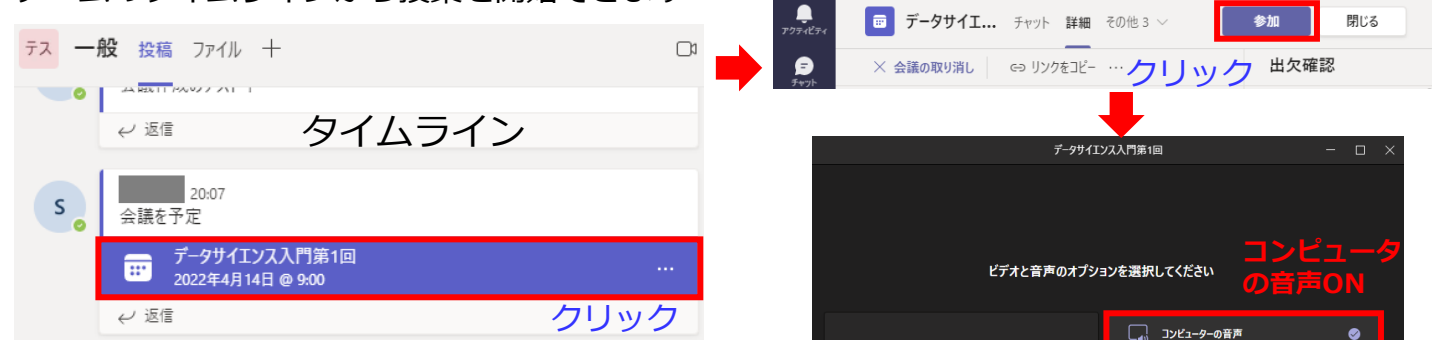 テス 一般 投稿 ファイル
返信
タイムライン
S
20:07
会議を予定
データサイエンス入門第1回
2022年4月14日 @ 9:00
返信
クリック
アクティビティ
チャット
データサイエ... チャット 詳細 その他 3 参加 閉じる
× 会議の取り消し リンクをコピー ... 出欠確認
クリック
データサイエンス入門第1回
ビデオと音声のオプションを選択してください
コンピュータ
の音声ON
コンピューターの音声